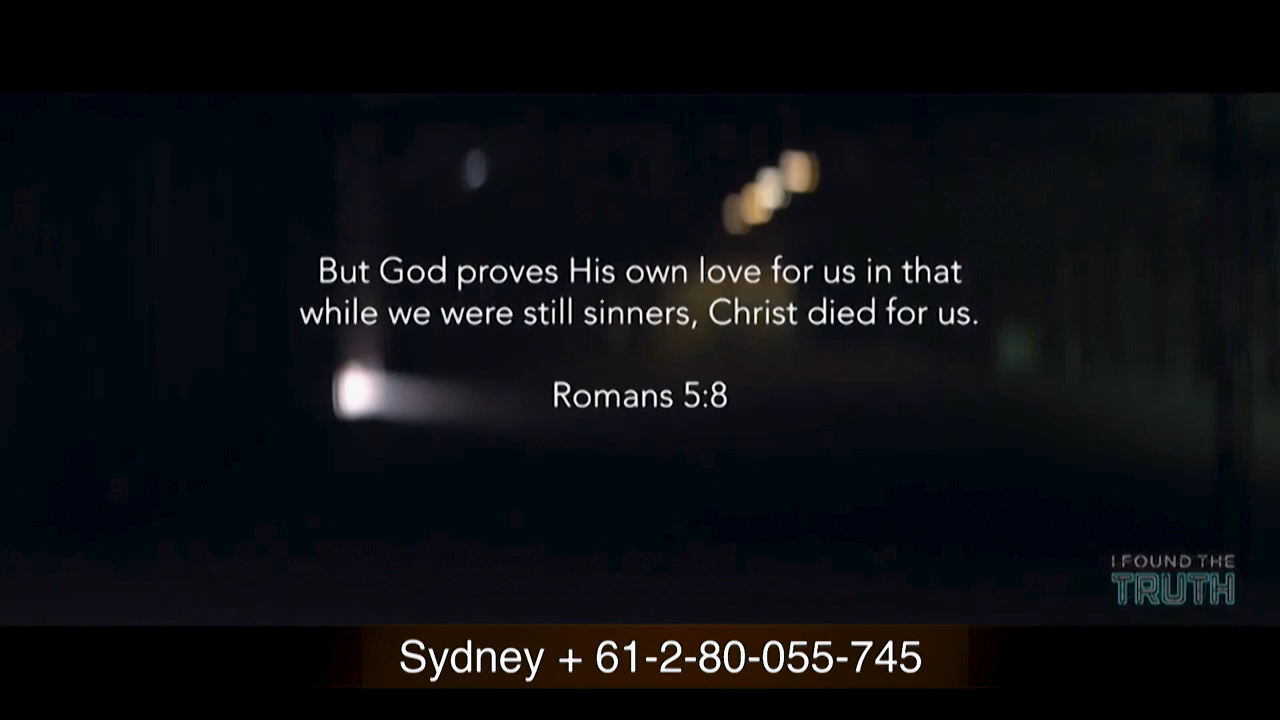 But God proves His own love for us in that
while we were still sinners, Christ died for us.
Romans 5:8
I FOUND THE
TRUTH
Sydney + 61-2-80-055-745